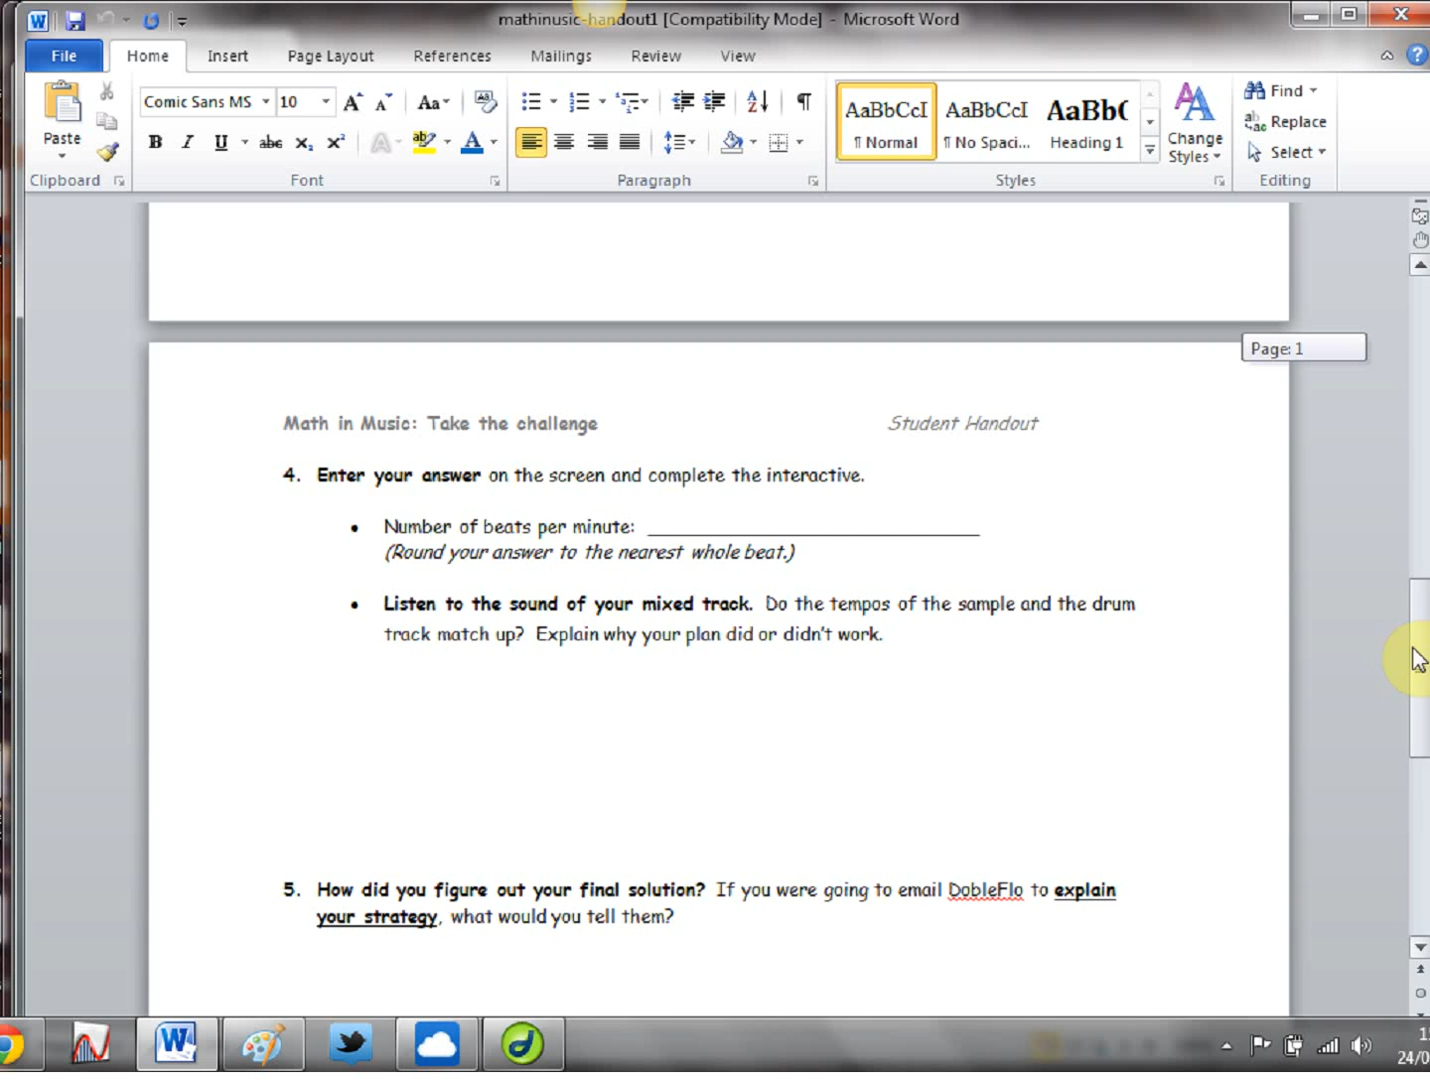 mathinusic-handout1 [Compatibility Mode] - Microsoft Word
File Home Insert Page Layout References Mailings Review View
Comic Sans MS 10
Aa
Paste
B I U abc X₂ X²
AaBbCcI AaBbCcI AaBbC
¶ Normal ¶ No Spaci... Heading 1
Change
Styles
Find
Replace
Select
Clipboard Font Paragraph Styles Editing
Page: 1
Math in Music: Take the challenge Student Handout
4. Enter your answer on the screen and complete the interactive.
• Number of beats per minute: ____________________
(Round your answer to the nearest whole beat.)
• Listen to the sound of your mixed track. Do the tempos of the sample and the drum
track match up? Explain why your plan did or didn't work.
5. How did you figure out your final solution? If you were going to email DobleFlo to explain
your strategy, what would you tell them?